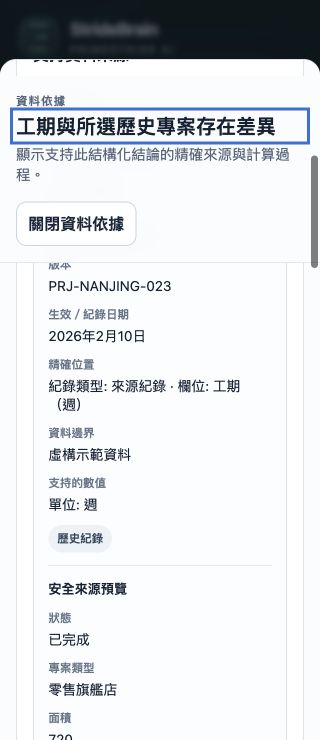 StrideBrain
資料依據
工期與所選歷史專案存在差異
顯示支持此結構化結論的精確來源與計算過
程。
關閉資料依據
版本
PRJ-NANJING-023
生效 / 紀錄日期
2026年2月10日
精確位置
紀錄類型: 來源紀錄 · 欄位: 工期
（週）
資料邊界
虛構示範資料
支持的數值
單位: 週
歷史紀錄
安全來源預覽
狀態
已完成
專案類型
零售旗艦店
面積
720